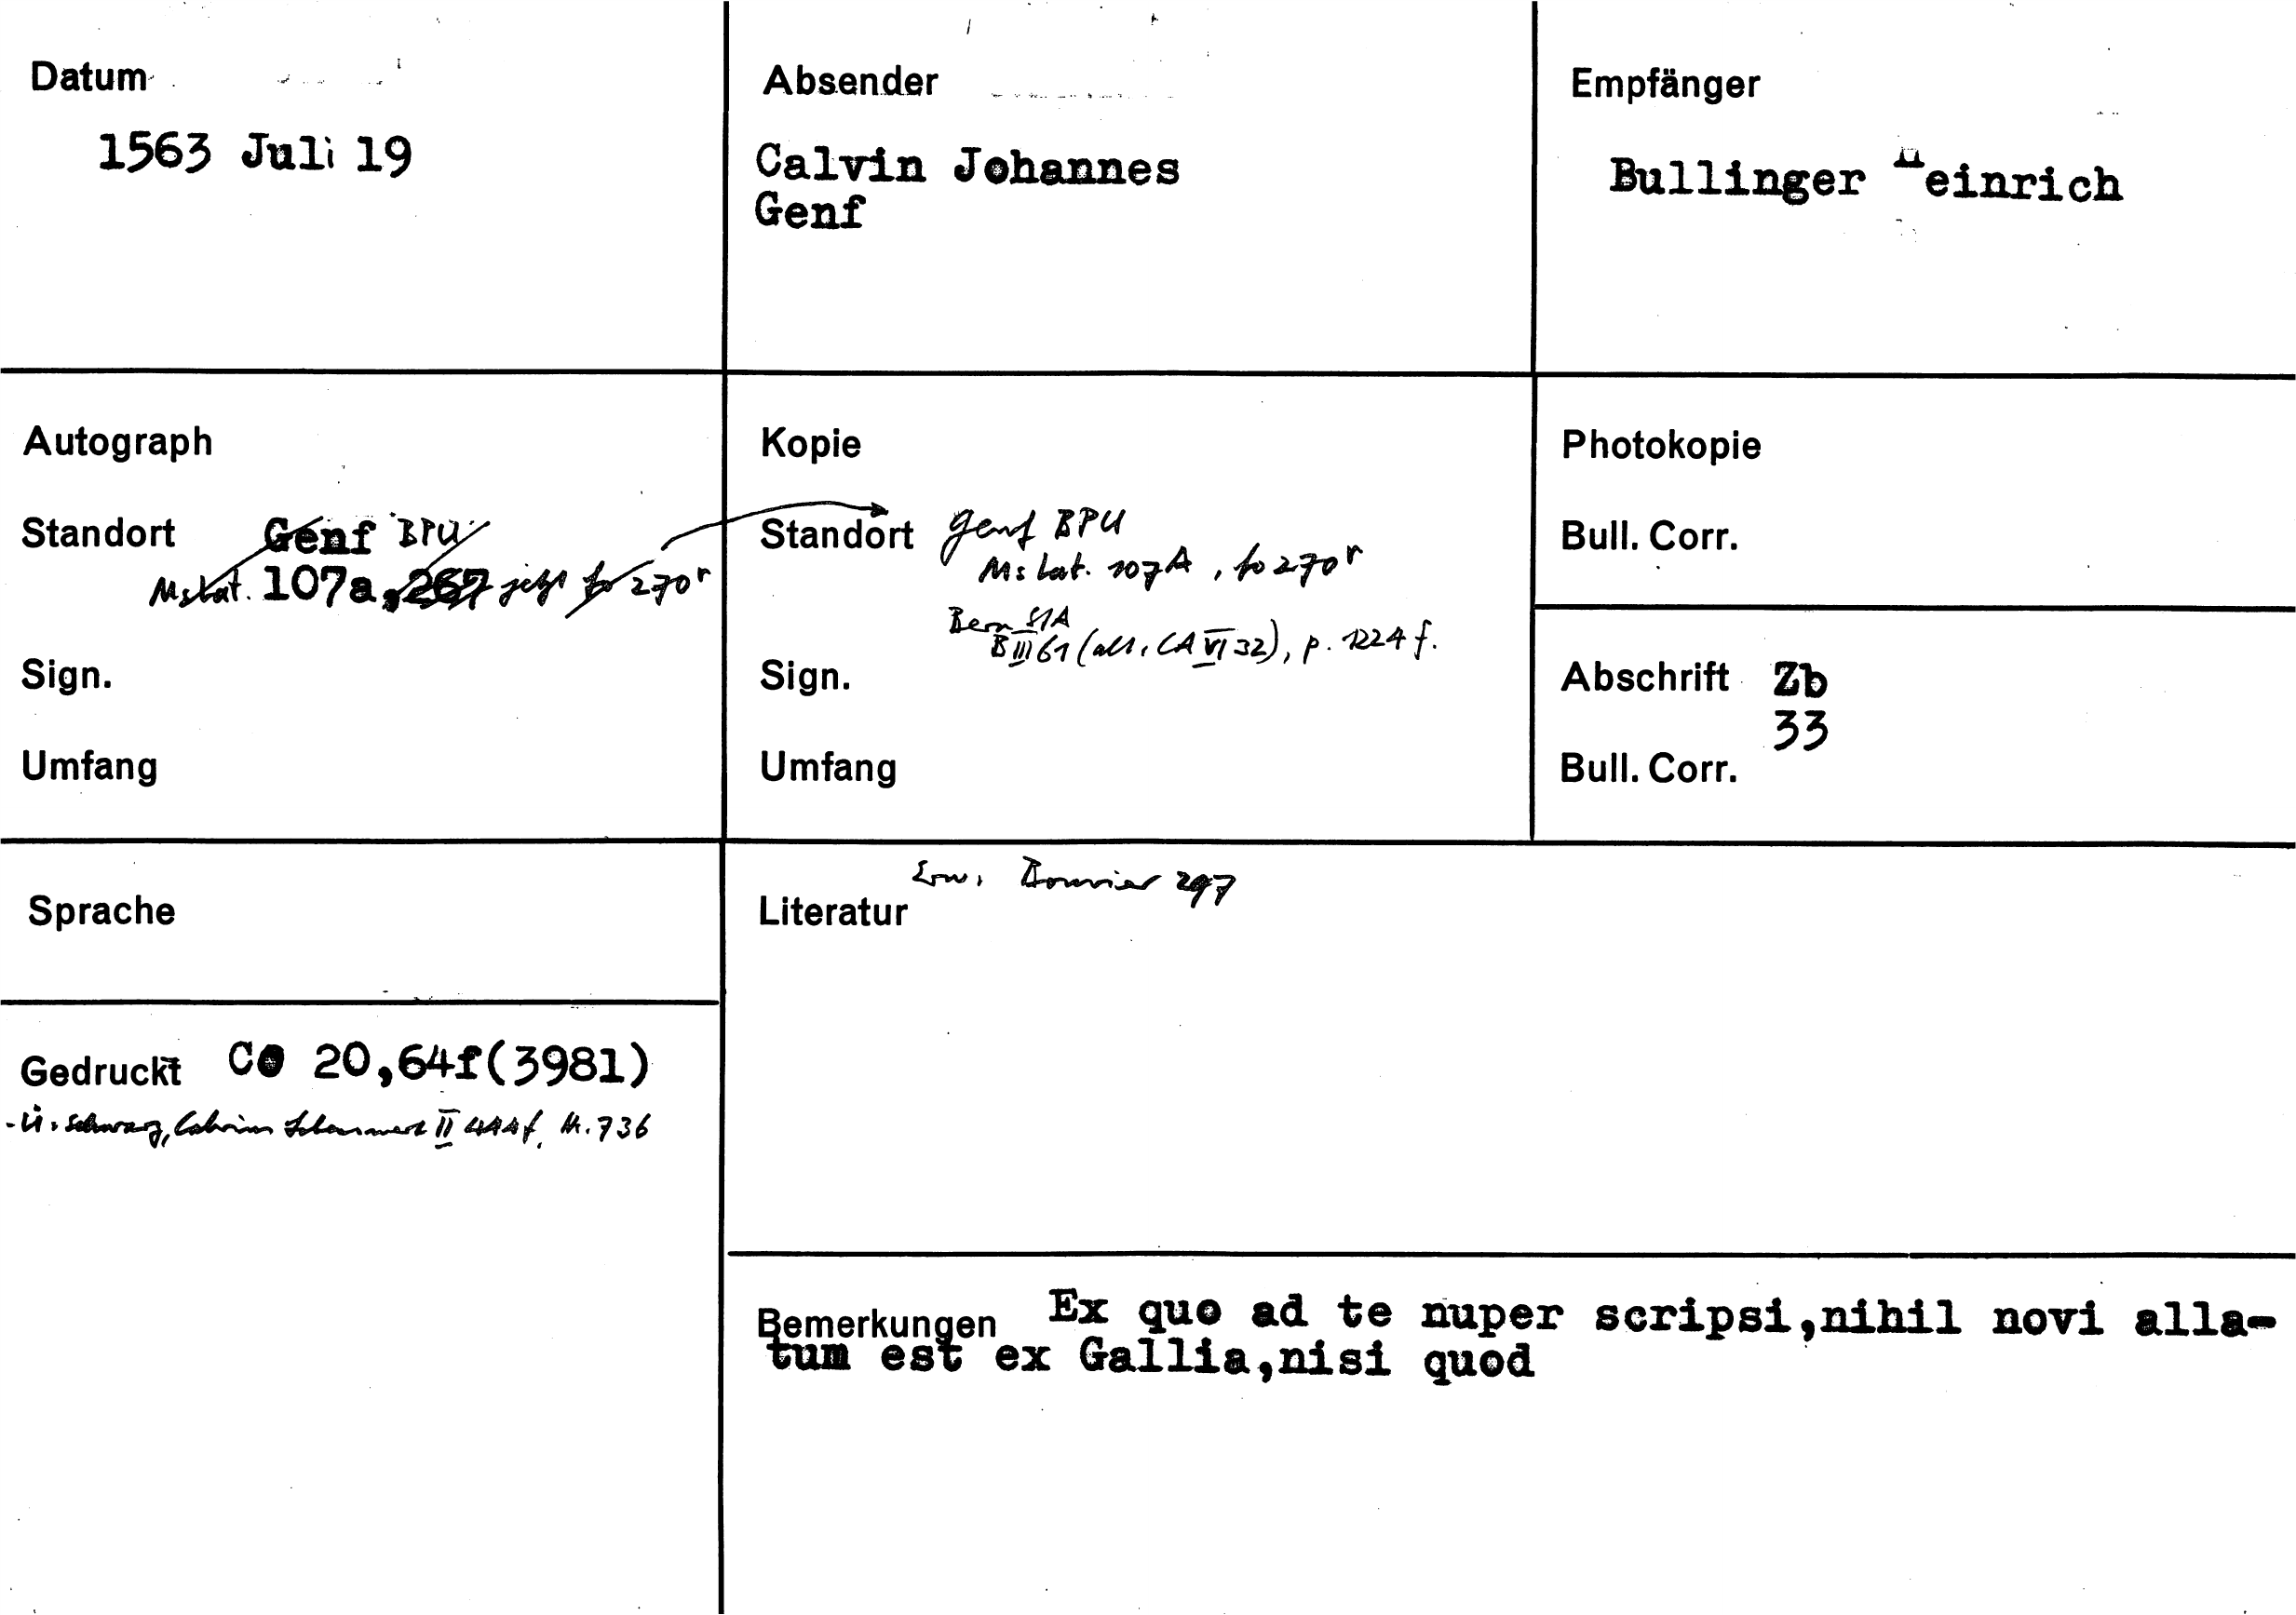 Datum
1563 Juli 19
Absender
Calvin Johannes
Genf
Empfänger
Bullinger Heinrich
Autograph
Standort Genf BPU
Ms lat. 107a, 267 jetzt fo 270r
Sign.
Umfang
Kopie
Standort Genf BPU
Ms lat. 107A, fo 270r
Bern StA
B III 61 (alt. CA VI 32), p. 1224 f.
Sign.
Umfang
Photokopie
Bull. Corr.
Abschrift Zb
33
Bull. Corr.
Sprache
Gedruckt CO 20,64f(3981)
- Ü: Schwarz, Calvins Lebenswerk II 444f, Nr. 736
Erw. Bouvier 297
Literatur
Bemerkungen Ex quo ad te nuper scripsi,nihil novi alla-
tum est ex Gallia,nisi quod